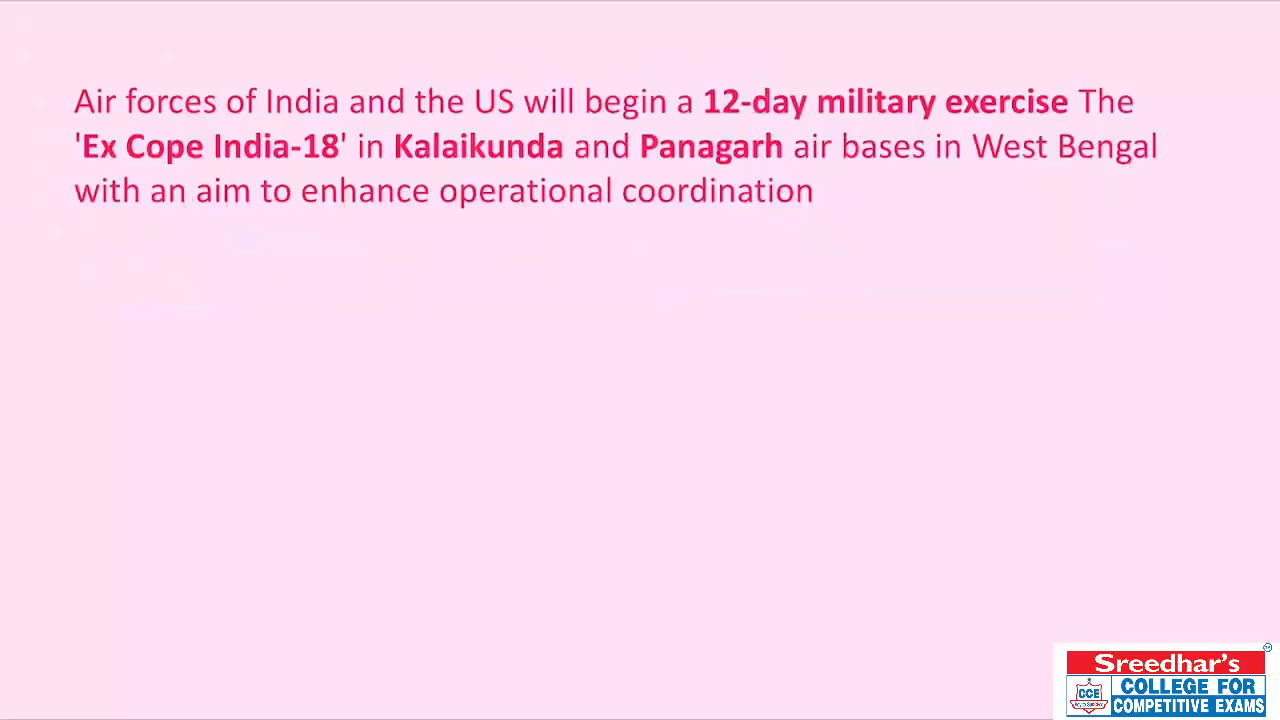 Air forces of India and the US will begin a 12-day military exercise The
'Ex Cope India-18' in Kalaikunda and Panagarh air bases in West Bengal
with an aim to enhance operational coordination
Sreedhar's
CCE
COLLEGE FOR
COMPETITIVE EXAMS